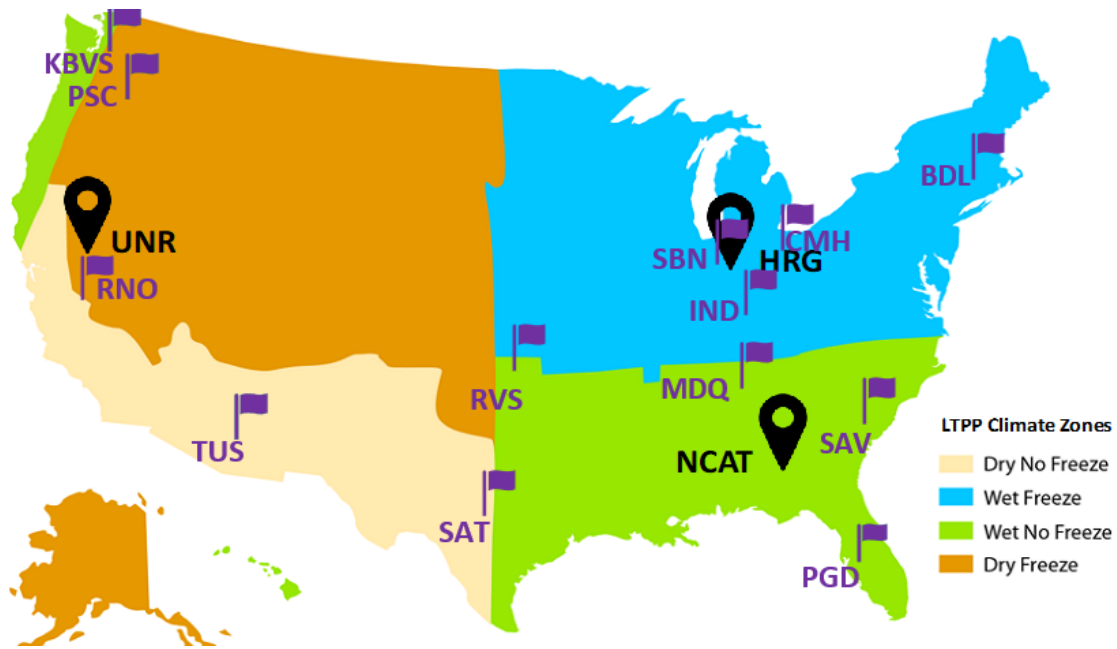 KBVS
PSC
BDL
UNR
CMH
SBN
HRG
RNO
IND
RVS
MDQ
TUS
NCAT
SAV
SAT
PGD
LTPP Climate Zones
Dry No Freeze
Wet Freeze
Wet No Freeze
Dry Freeze